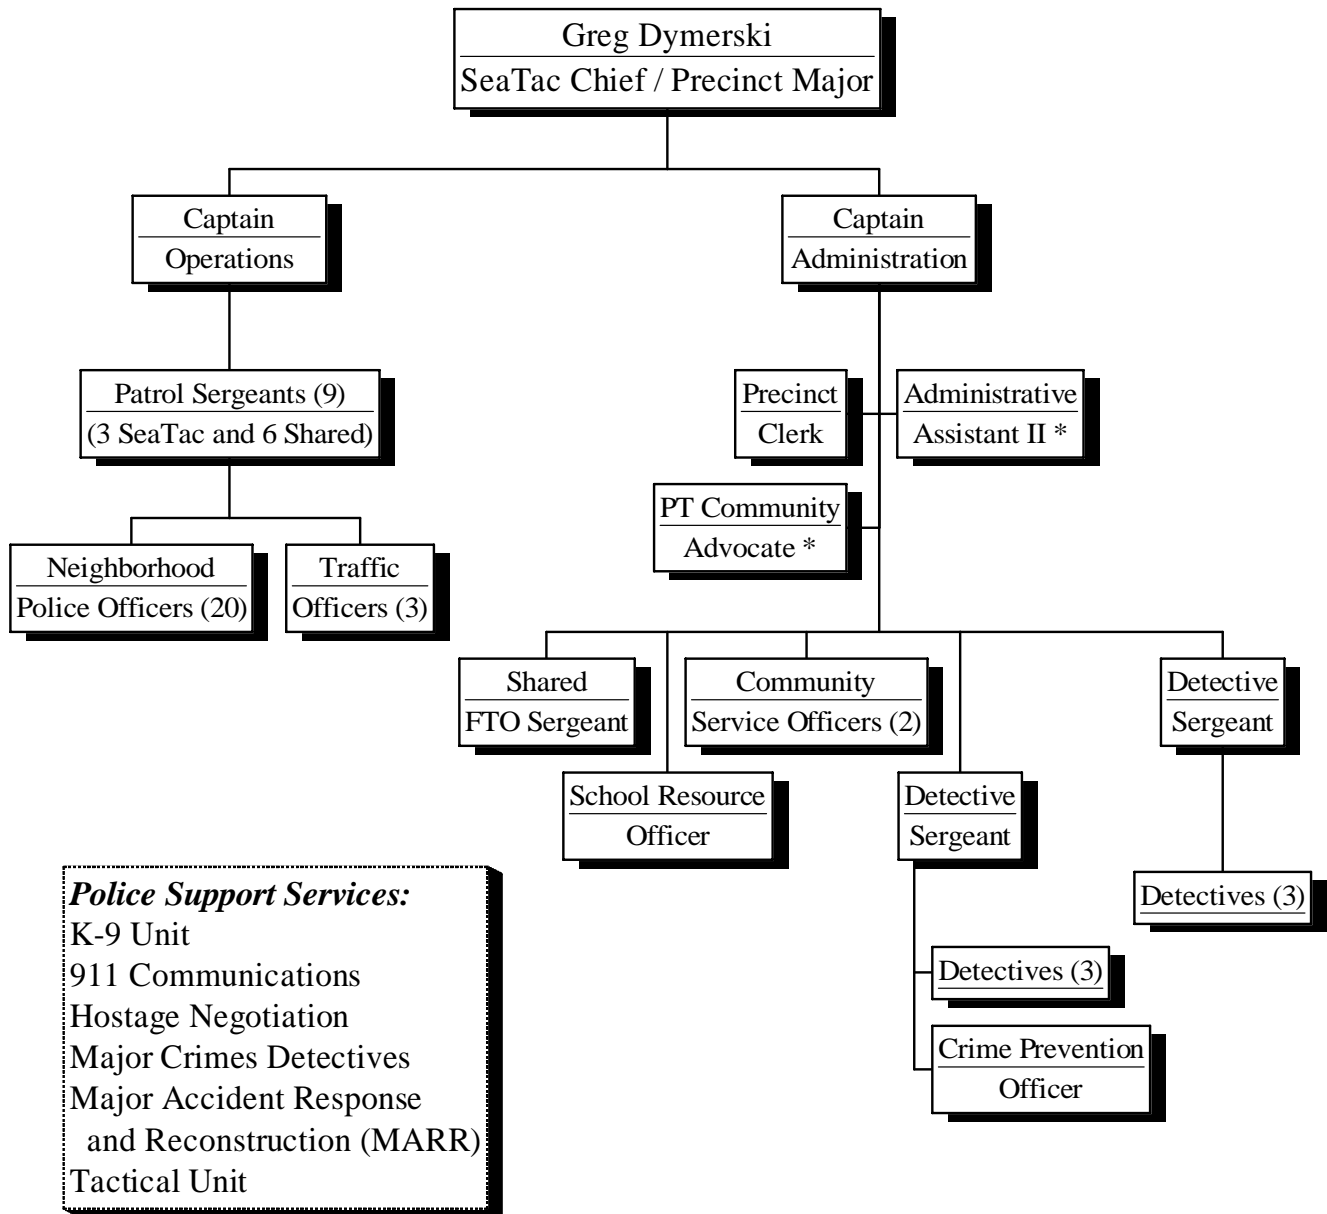 Greg Dymerski
SeaTac Chief / Precinct Major
Captain
Operations
Captain
Administration
Patrol Sergeants (9)
(3 SeaTac and 6 Shared)
Precinct
Clerk
Administrative
Assistant II *
PT Community
Advocate *
Neighborhood
Police Officers (20)
Traffic
Officers (3)
Shared
FTO Sergeant
Community
Service Officers (2)
Detective
Sergeant
School Resource
Officer
Detective
Sergeant
Detectives (3)
Detectives (3)
Crime Prevention
Officer
Police Support Services:
K-9 Unit
911 Communications
Hostage Negotiation
Major Crimes Detectives
Major Accident Response
and Reconstruction (MARR)
Tactical Unit